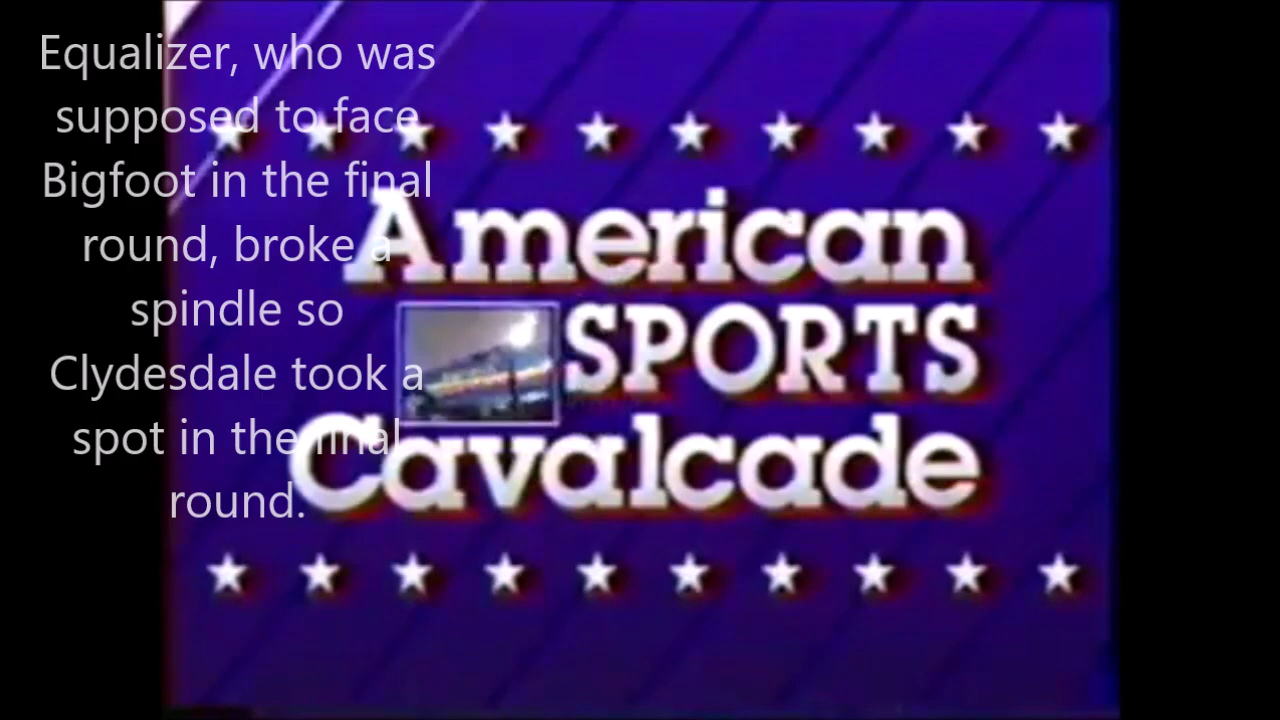 Equalizer, who was
supposed to face
Bigfoot in the final
round, broke a
spindle so
Clydesdale took a
spot in the final
round.
American
SPORTS
Cavalcade